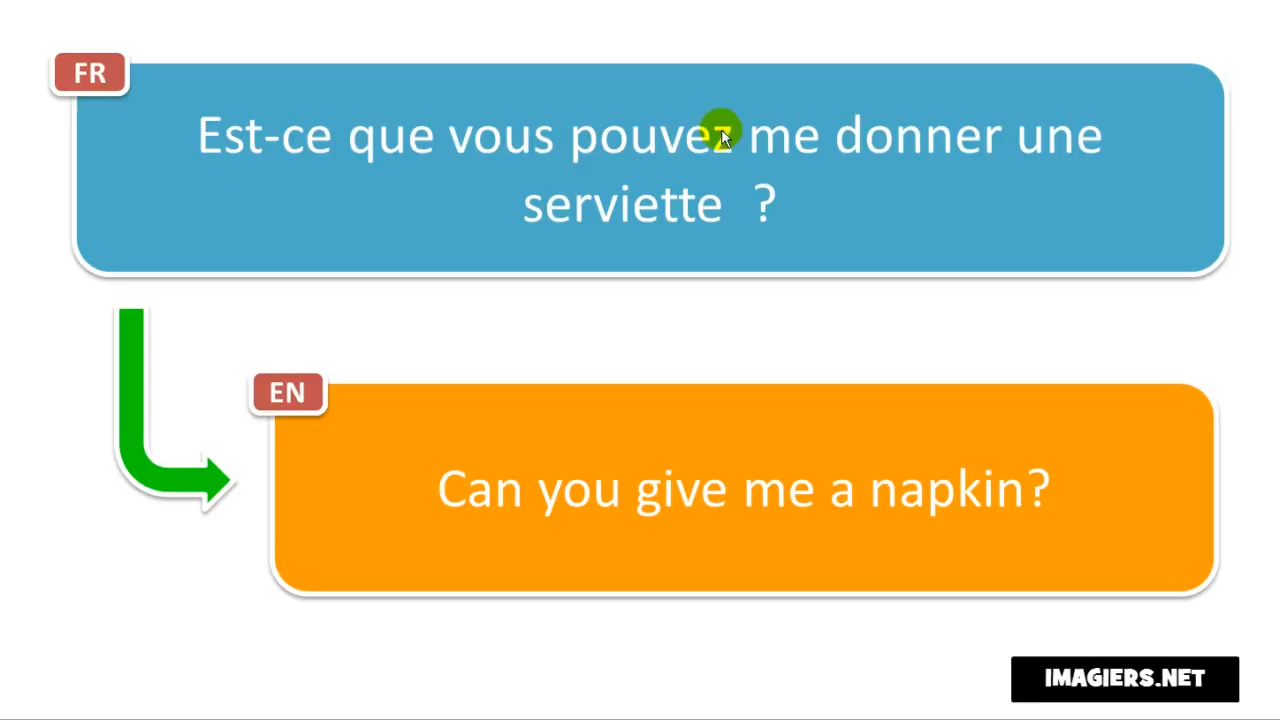 FR
Est-ce que vous pouvez me donner une
serviette ?
EN
Can you give me a napkin?
IMAGIERS.NET